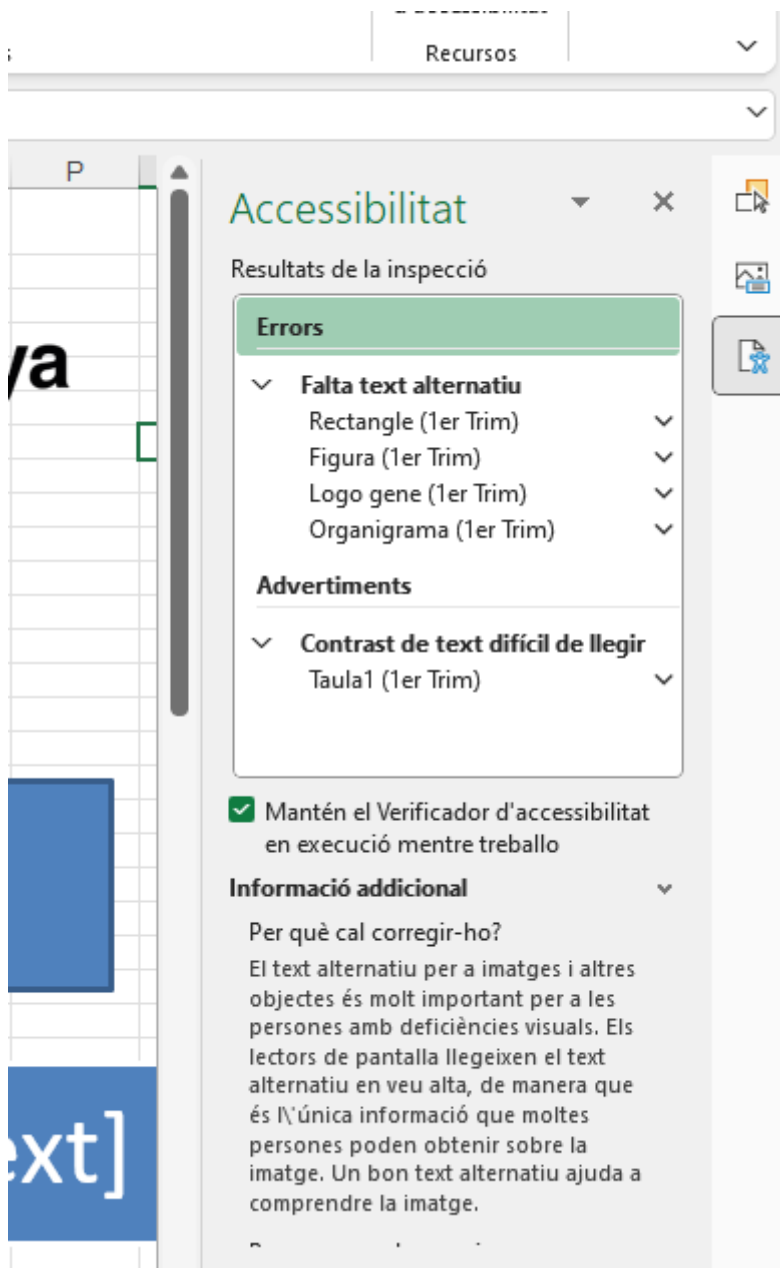 Recursos
P
Accessibilitat
Resultats de la inspecció
Errors
Falta text alternatiu
Rectangle (1er Trim)
Figura (1er Trim)
Logo gene (1er Trim)
Organigrama (1er Trim)
Advertiments
Contrast de text difícil de llegir
Taula1 (1er Trim)
Mantén el Verificador d'accessibilitat
en execució mentre treballo
Informació addicional
Per què cal corregir-ho?
El text alternatiu per a imatges i altres
objectes és molt important per a les
persones amb deficiències visuals. Els
lectors de pantalla llegeixen el text
alternatiu en veu alta, de manera que
és l\'única informació que moltes
persones poden obtenir sobre la
imatge. Un bon text alternatiu ajuda a
comprendre la imatge.
ya
ext]